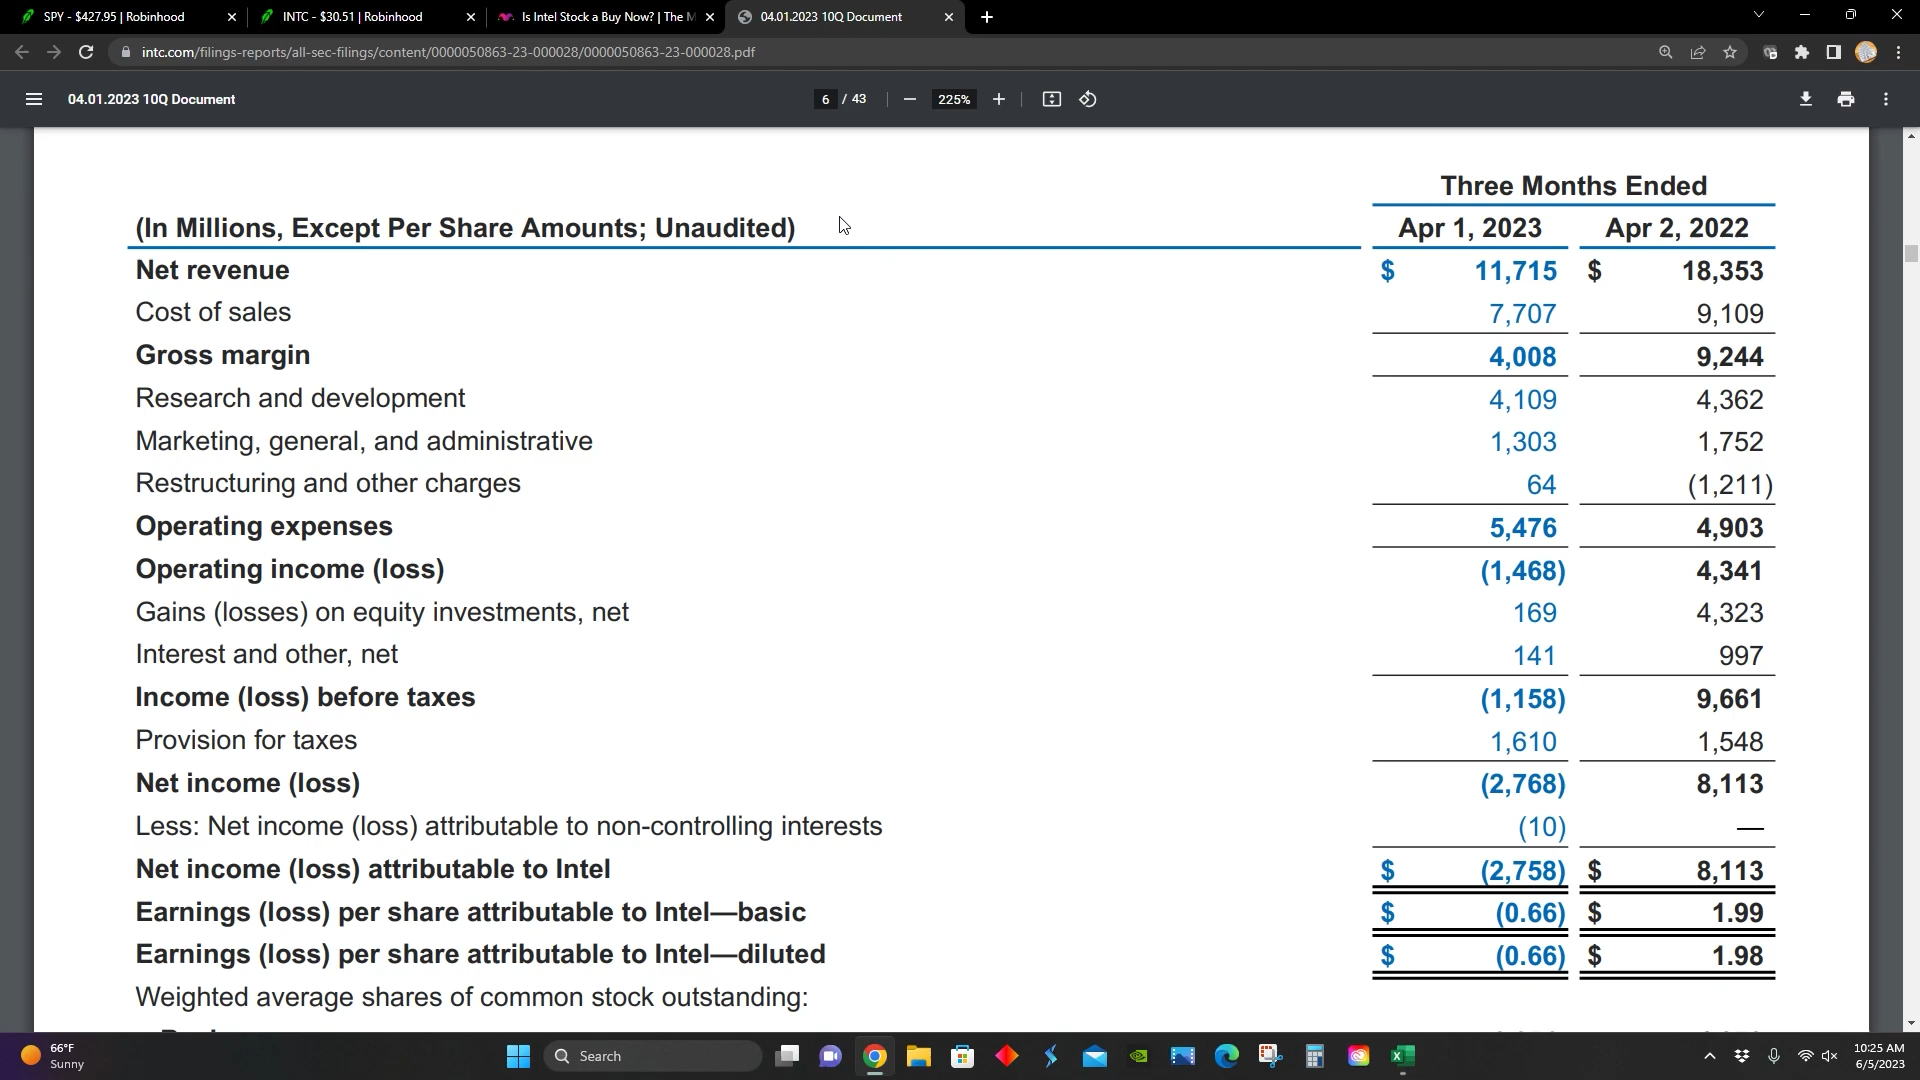 SPY - $427.95 | Robinhood
INTC - $30.51 | Robinhood
Is Intel Stock a Buy Now? | The M
04.01.2023 10Q Document
intc.com/filings-reports/all-sec-filings/content/0000050863-23-000028/0000050863-23-000028.pdf
04.01.2023 10Q Document
6 / 43
225%
Three Months Ended
(In Millions, Except Per Share Amounts; Unaudited) Apr 1, 2023 Apr 2, 2022
Net revenue $ 11,715 $ 18,353
Cost of sales 7,707 9,109
Gross margin 4,008 9,244
Research and development 4,109 4,362
Marketing, general, and administrative 1,303 1,752
Restructuring and other charges 64 (1,211)
Operating expenses 5,476 4,903
Operating income (loss) (1,468) 4,341
Gains (losses) on equity investments, net 169 4,323
Interest and other, net 141 997
Income (loss) before taxes (1,158) 9,661
Provision for taxes 1,610 1,548
Net income (loss) (2,768) 8,113
Less: Net income (loss) attributable to non-controlling interests (10) —
Net income (loss) attributable to Intel $ (2,758) $ 8,113
Earnings (loss) per share attributable to Intel—basic $ (0.66) $ 1.99
Earnings (loss) per share attributable to Intel—diluted $ (0.66) $ 1.98
Weighted average shares of common stock outstanding:
66°F
Sunny
Search
10:25 AM
6/5/2023